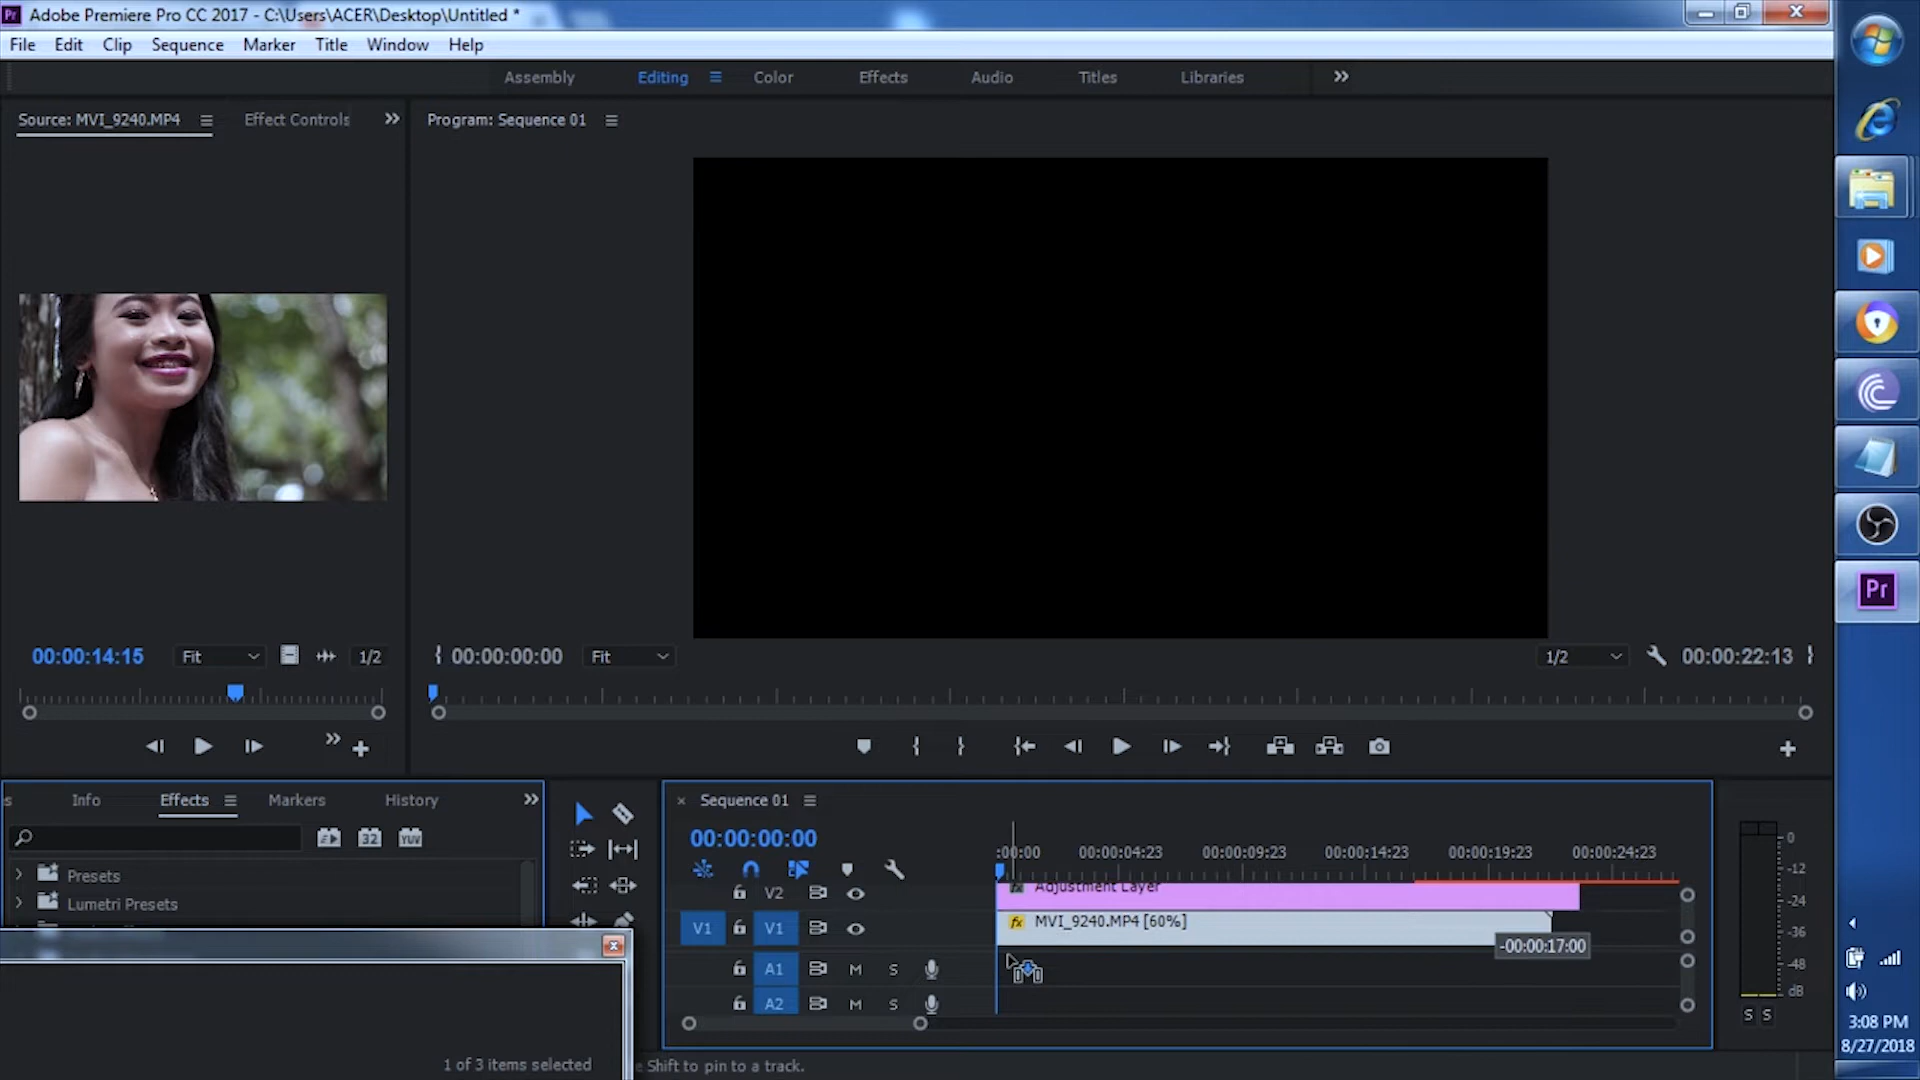 Adobe Premiere Pro CC 2017 - C:\Users\ACER\Desktop\Untitled *
File Edit Clip Sequence Marker Title Window Help
Assembly Editing Color Effects Audio Titles Libraries
Source: MVI_9240.MP4 Effect Controls
Program: Sequence 01
00:00:14:15 Fit 1/2
00:00:00:00 Fit 1/2 00:00:22:13
s Info Effects Markers History
Presets
Lumetri Presets
1 of 3 items selected
Sequence 01
00:00:00:00
:00:00 00:00:04:23 00:00:09:23 00:00:14:23 00:00:19:23 00:00:24:23
V2 Adjustment Layer
V1 V1 fx MVI_9240.MP4 [60%]
-00:00:17:00
A1 M S
A2 M S
Shift to pin to a track.
0
-12
-24
-36
-48
dB
S S
32 YUV
Pr
3:08 PM
8/27/2018